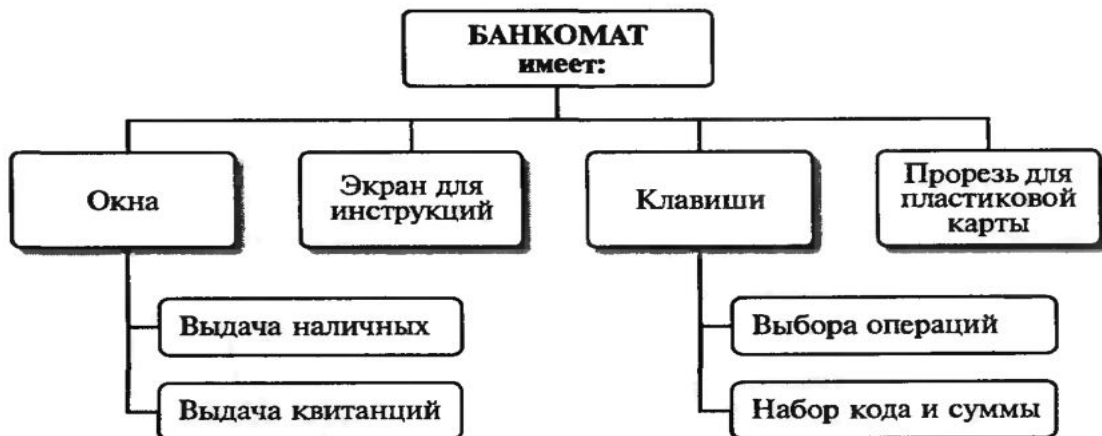 БАНКОМАТ
имеет:
Окна
Экран для
инструкций
Клавиши
Прорезь для
пластиковой
карты
Выдача наличных
Выдача квитанций
Выбора операций
Набор кода и суммы